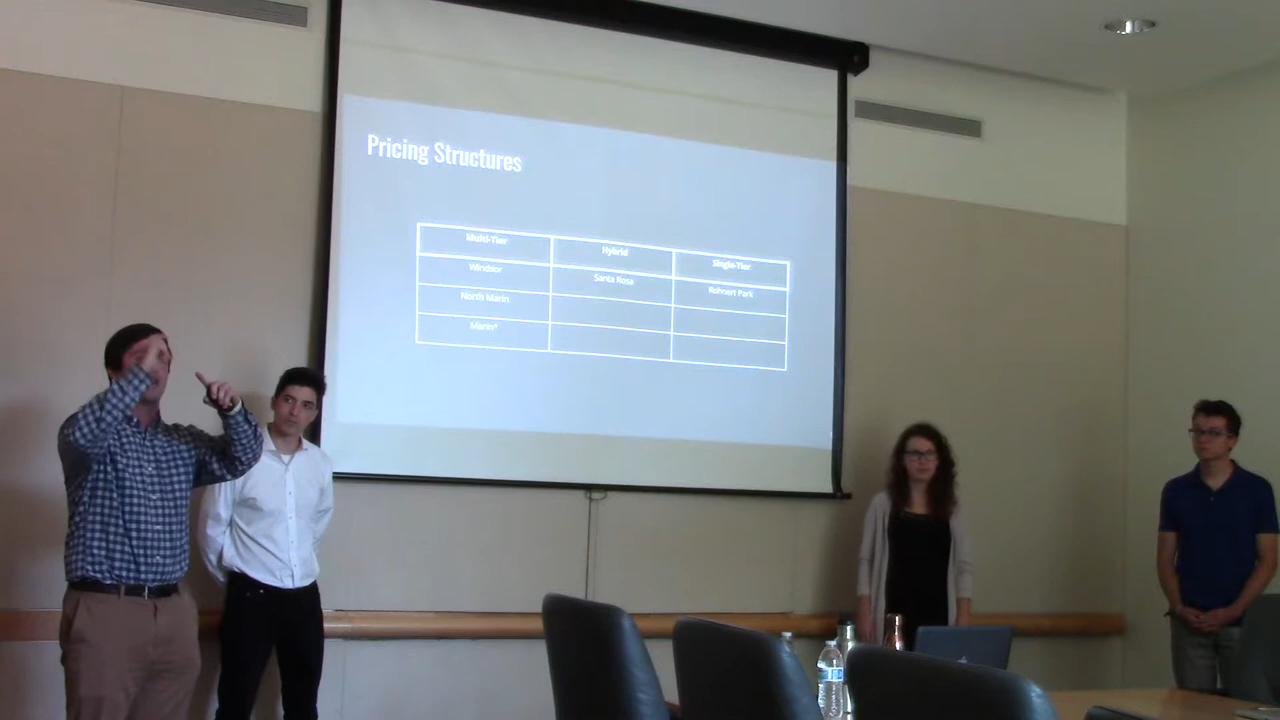 Pricing Structures
Multi-Tier Hybrid Single-Tier
Windsor Santa Rosa Rohnert Park
North Marin
Marin*